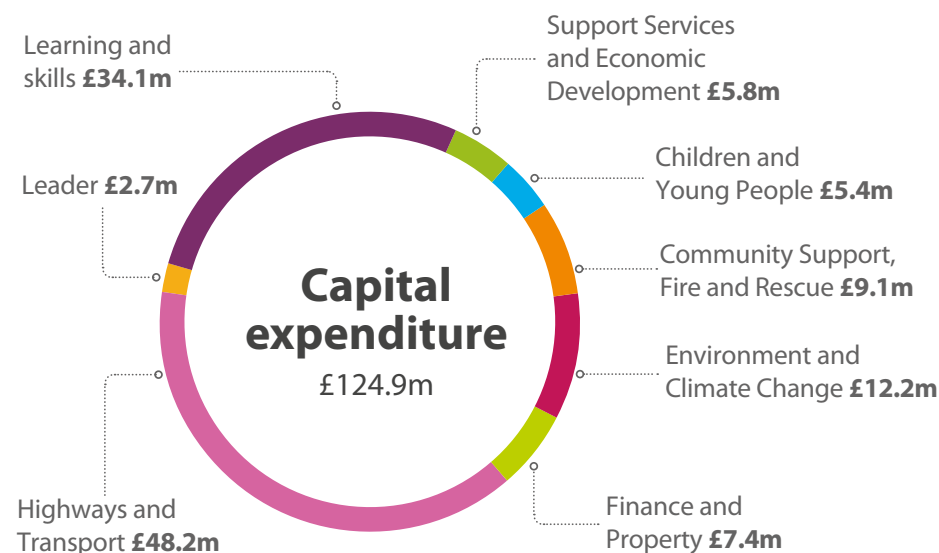 Learning and
skills £34.1m
Support Services
and Economic
Development £5.8m
Children and
Young People £5.4m
Leader £2.7m
Community Support,
Fire and Rescue £9.1m
Capital
expenditure
£124.9m
Environment and
Climate Change £12.2m
Highways and
Transport £48.2m
Finance and
Property £7.4m